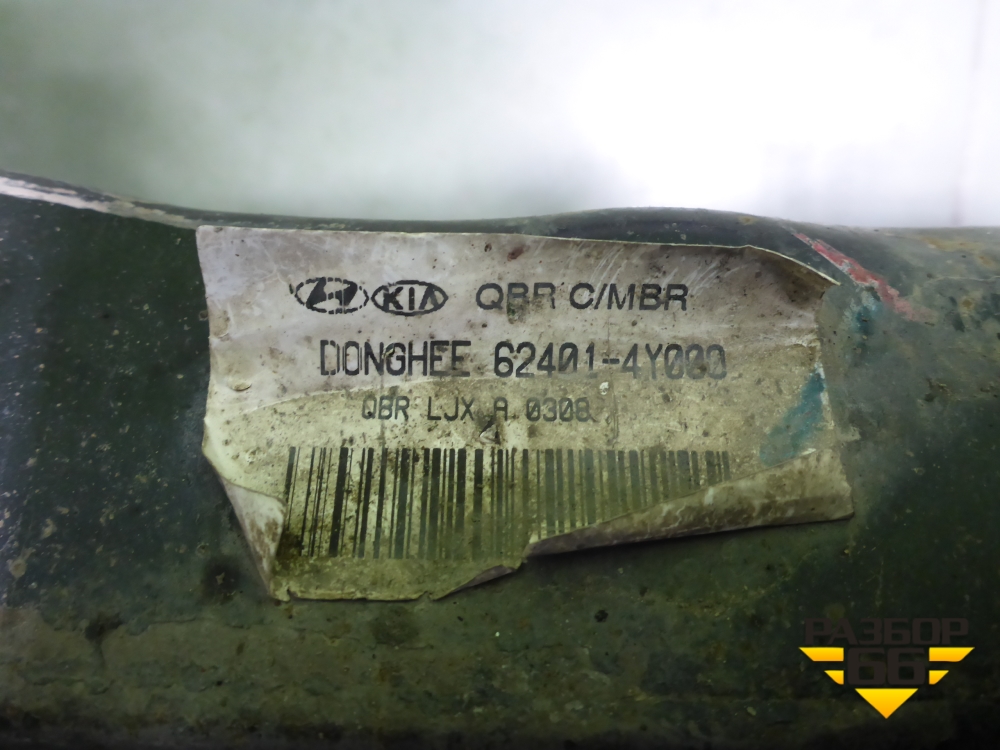 KIA QBR C/MBR
DONGHEE 62401-4Y000
QBR LJX A 0308
РАЗБОР
66